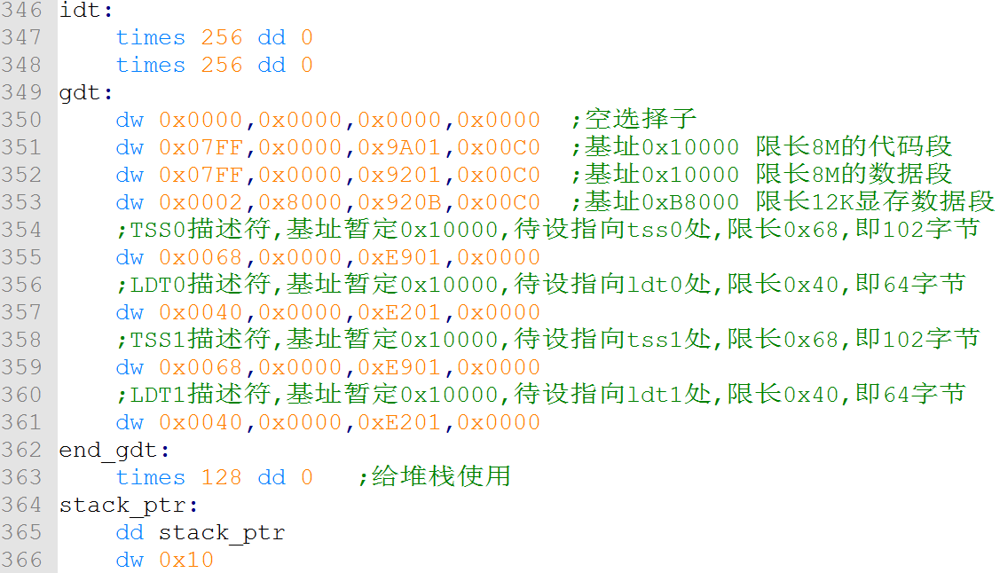 346 idt:
347     times 256 dd 0
348     times 256 dd 0
349 gdt:
350     dw 0x0000,0x0000,0x0000,0x0000  ;空选择子
351     dw 0x07FF,0x0000,0x9A01,0x00C0  ;基址0x10000 限长8M的代码段
352     dw 0x07FF,0x0000,0x9201,0x00C0  ;基址0x10000 限长8M的数据段
353     dw 0x0002,0x8000,0x920B,0x00C0  ;基址0xB8000 限长12K显存数据段
354     ;TSS0描述符,基址暂定0x10000,待设指向tss0处,限长0x68,即102字节
355     dw 0x0068,0x0000,0xE901,0x0000
356     ;LDT0描述符,基址暂定0x10000,待设指向ldt0处,限长0x40,即64字节
357     dw 0x0040,0x0000,0xE201,0x0000
358     ;TSS1描述符,基址暂定0x10000,待设指向tss1处,限长0x68,即102字节
359     dw 0x0068,0x0000,0xE901,0x0000
360     ;LDT1描述符,基址暂定0x10000,待设指向ldt1处,限长0x40,即64字节
361     dw 0x0040,0x0000,0xE201,0x0000
362 end_gdt:
363     times 128 dd 0   ;给堆栈使用
364 stack_ptr:
365     dd stack_ptr
366     dw 0x10